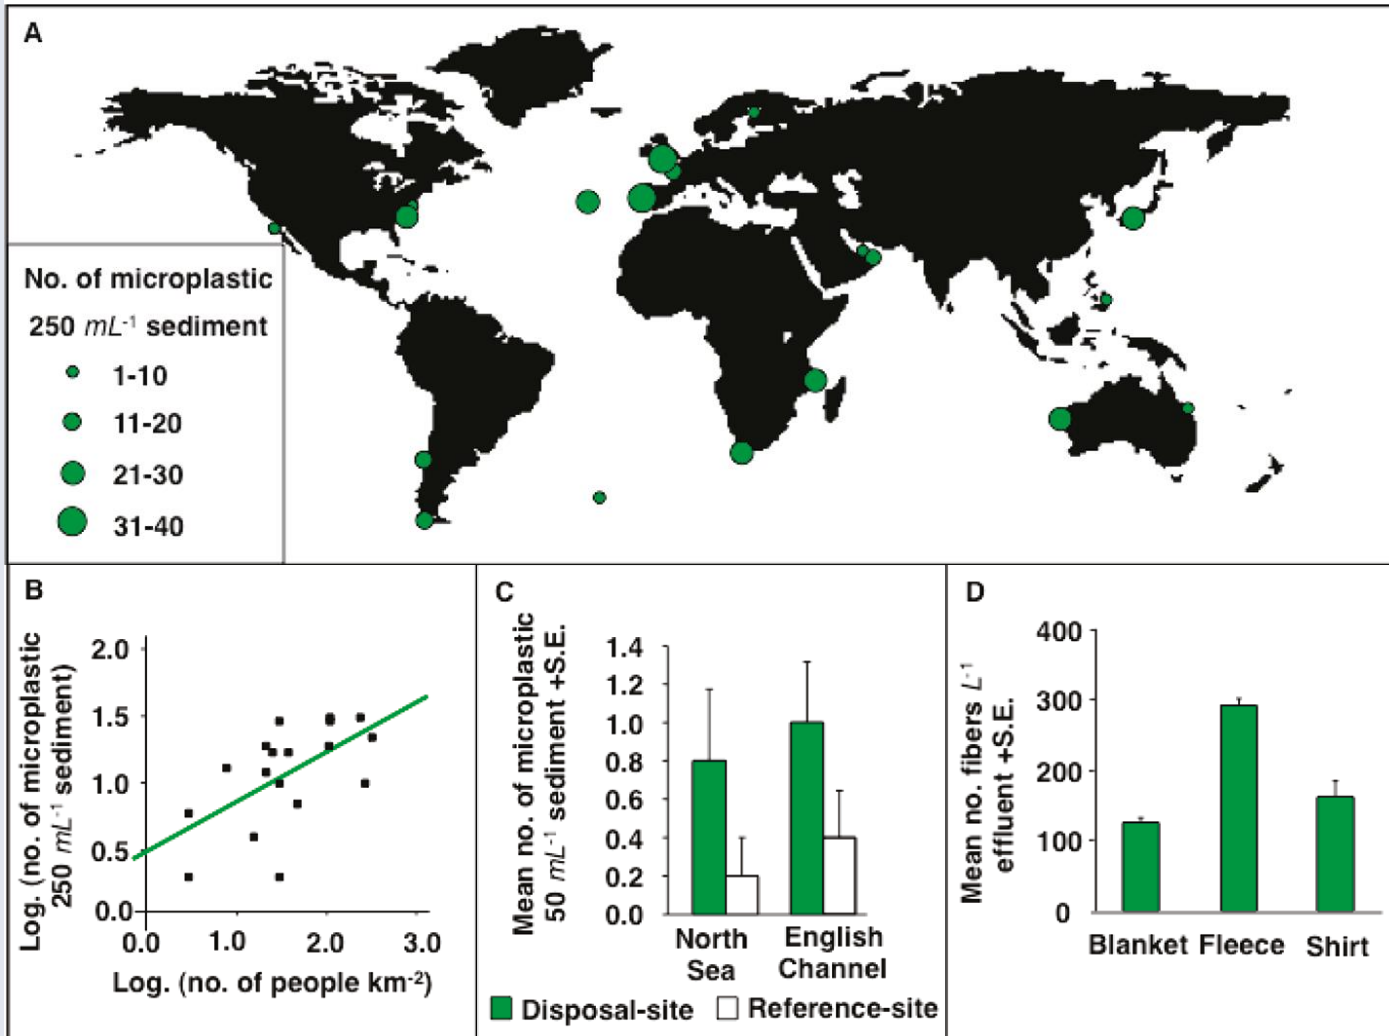 A
No. of microplastic
250 mL-1 sediment
1-10
11-20
21-30
31-40
B
Log. (no. of microplastic
250 mL-1 sediment)
2.0
1.5
1.0
0.5
0.0
0.0 1.0 2.0 3.0
Log. (no. of people km-2)
C
Mean no. of microplastic
50 mL-1 sediment +S.E.
1.4
1.2
1.0
0.8
0.6
0.4
0.2
0.0
North
Sea
English
Channel
Disposal-site Reference-site
D
Mean no. fibers L-1
effluent +S.E.
400
300
200
100
0
Blanket Fleece Shirt